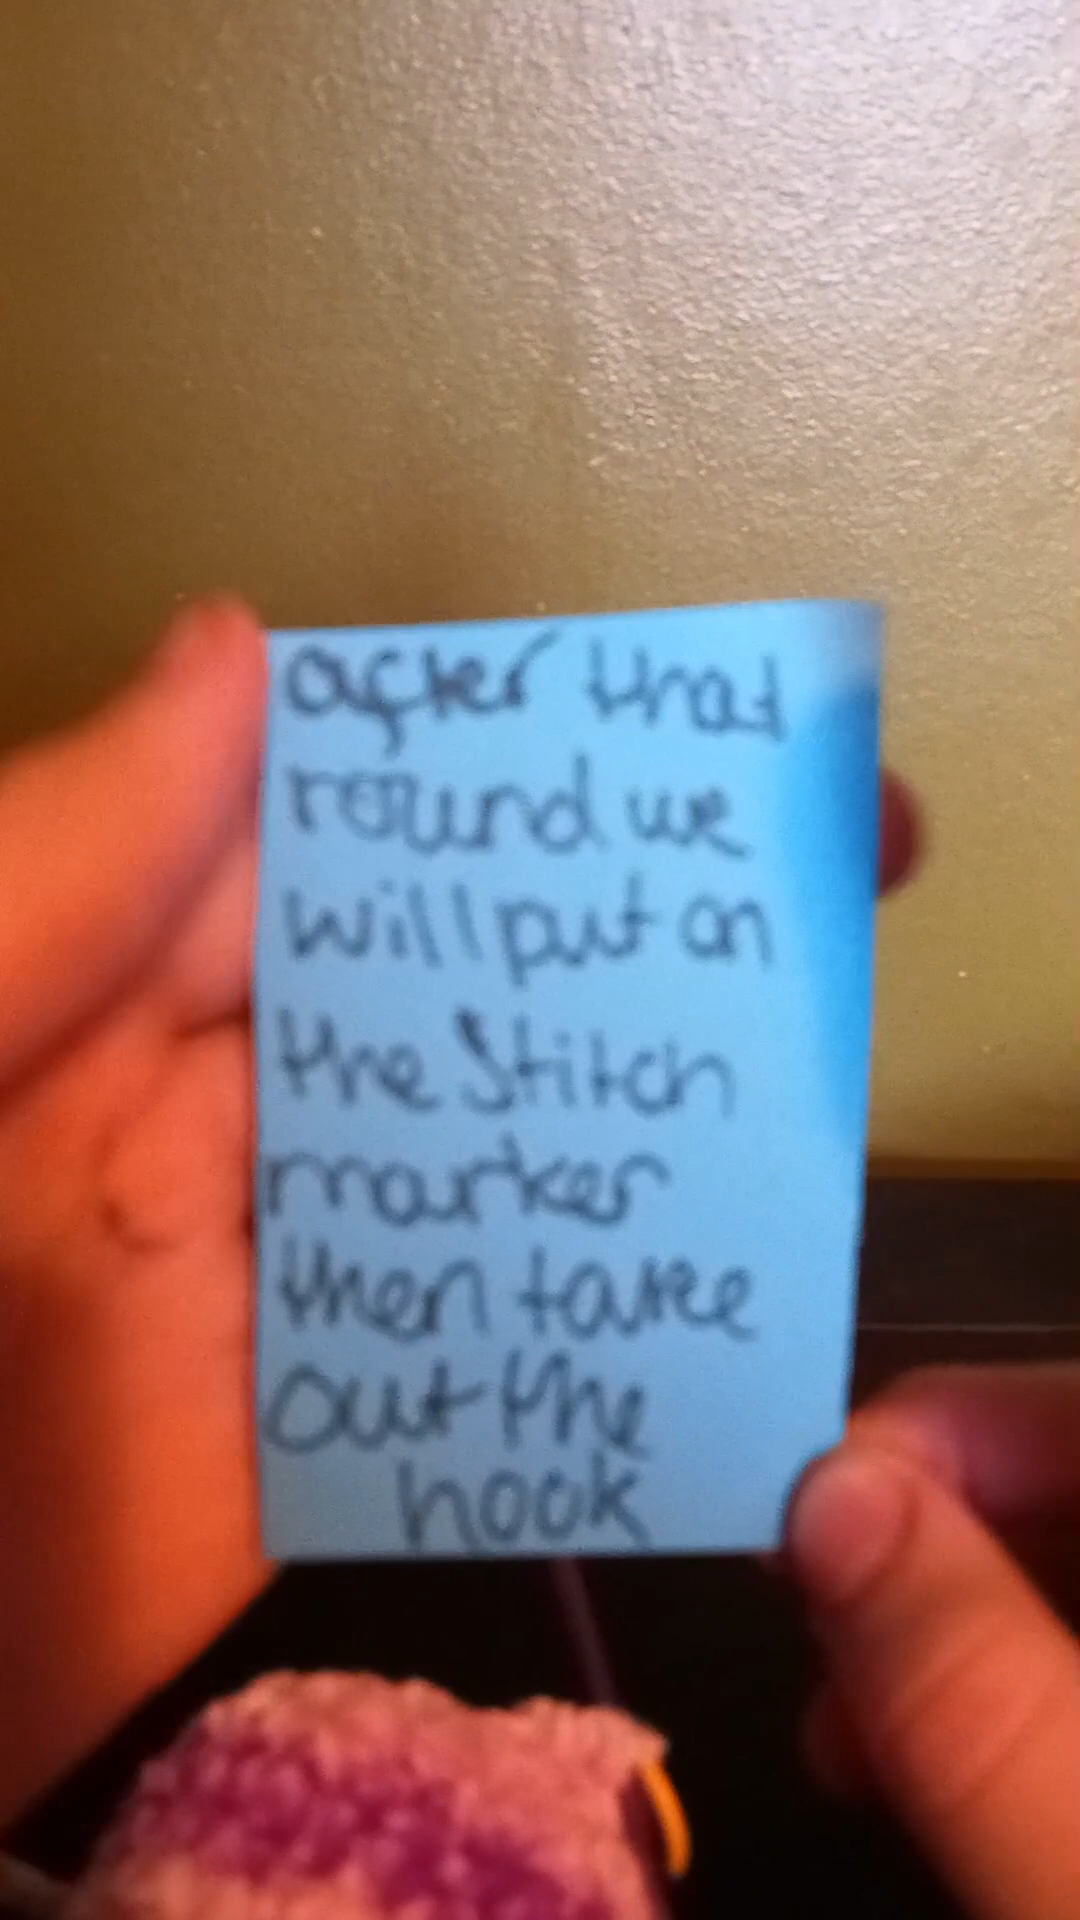 after that
round we
will put on
the Stitch
marker
then take
out the
hook